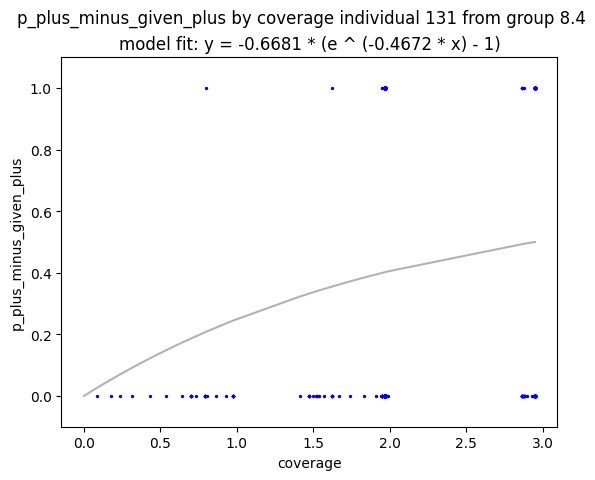 p_plus_minus_given_plus by coverage individual 131 from group 8.4
model fit: y = -0.6681 * (e ^ (-0.4672 * x) - 1)
p_plus_minus_given_plus
1.0
0.8
0.6
0.4
0.2
0.0
0.0 0.5 1.0 1.5 2.0 2.5 3.0
coverage